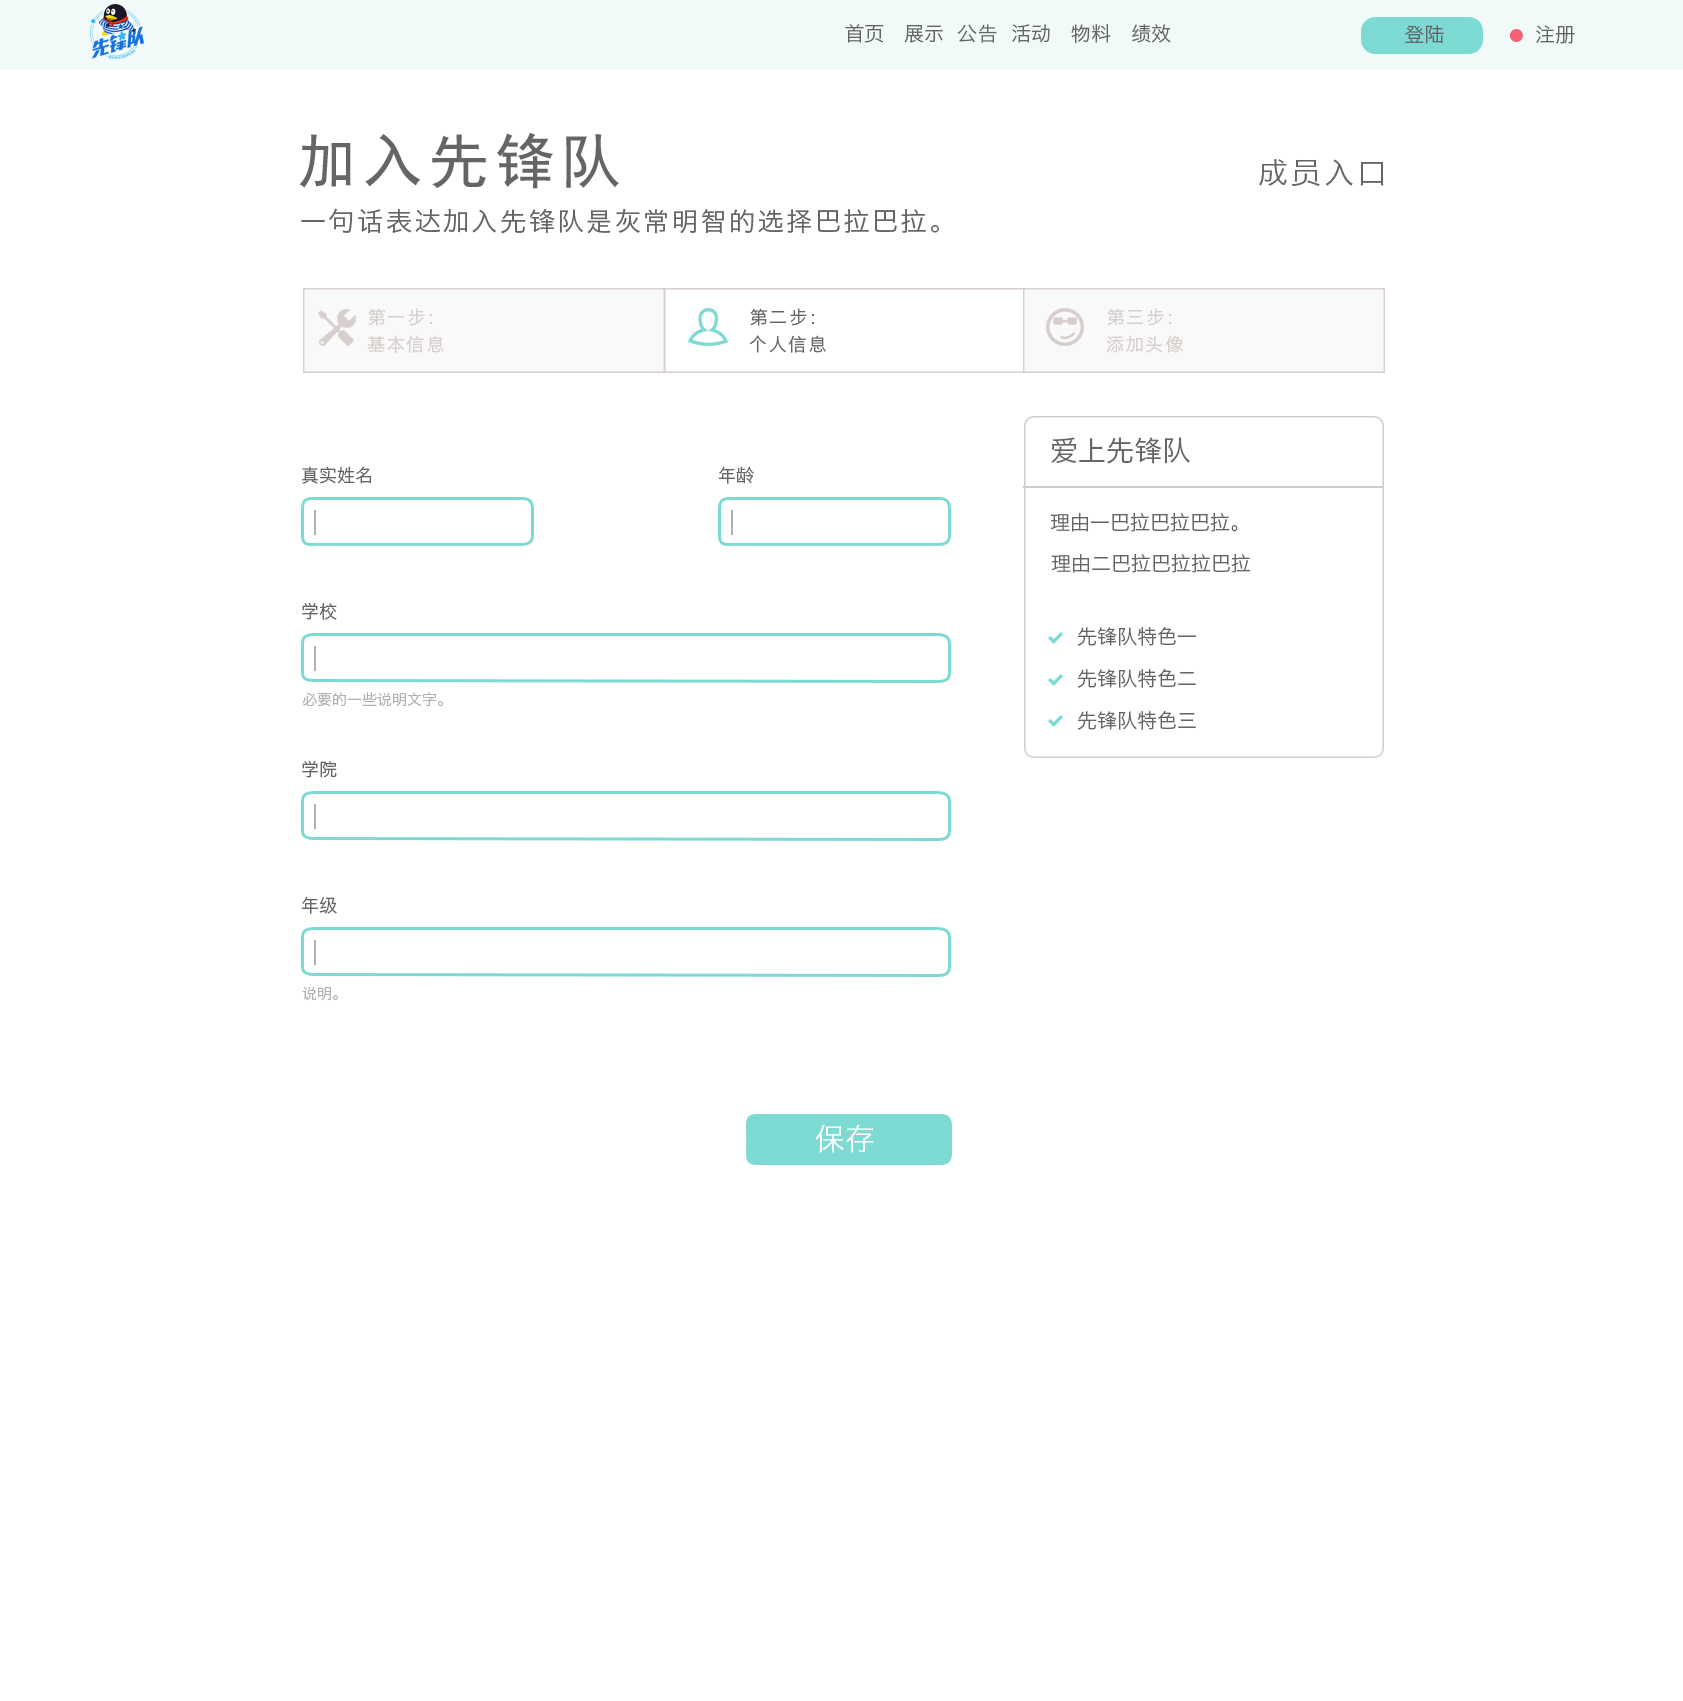 先锋队
首页 展示 公告 活动 物料 绩效 登陆 注册
加入先锋队
成员入口
一句话表达加入先锋队是灰常明智的选择巴拉巴拉。
第一步：
基本信息
第二步：
个人信息
第三步：
添加头像
真实姓名
年龄
学校
必要的一些说明文字。
学院
年级
说明。
保存
爱上先锋队
理由一巴拉巴拉巴拉。
理由二巴拉巴拉拉巴拉
先锋队特色一
先锋队特色二
先锋队特色三